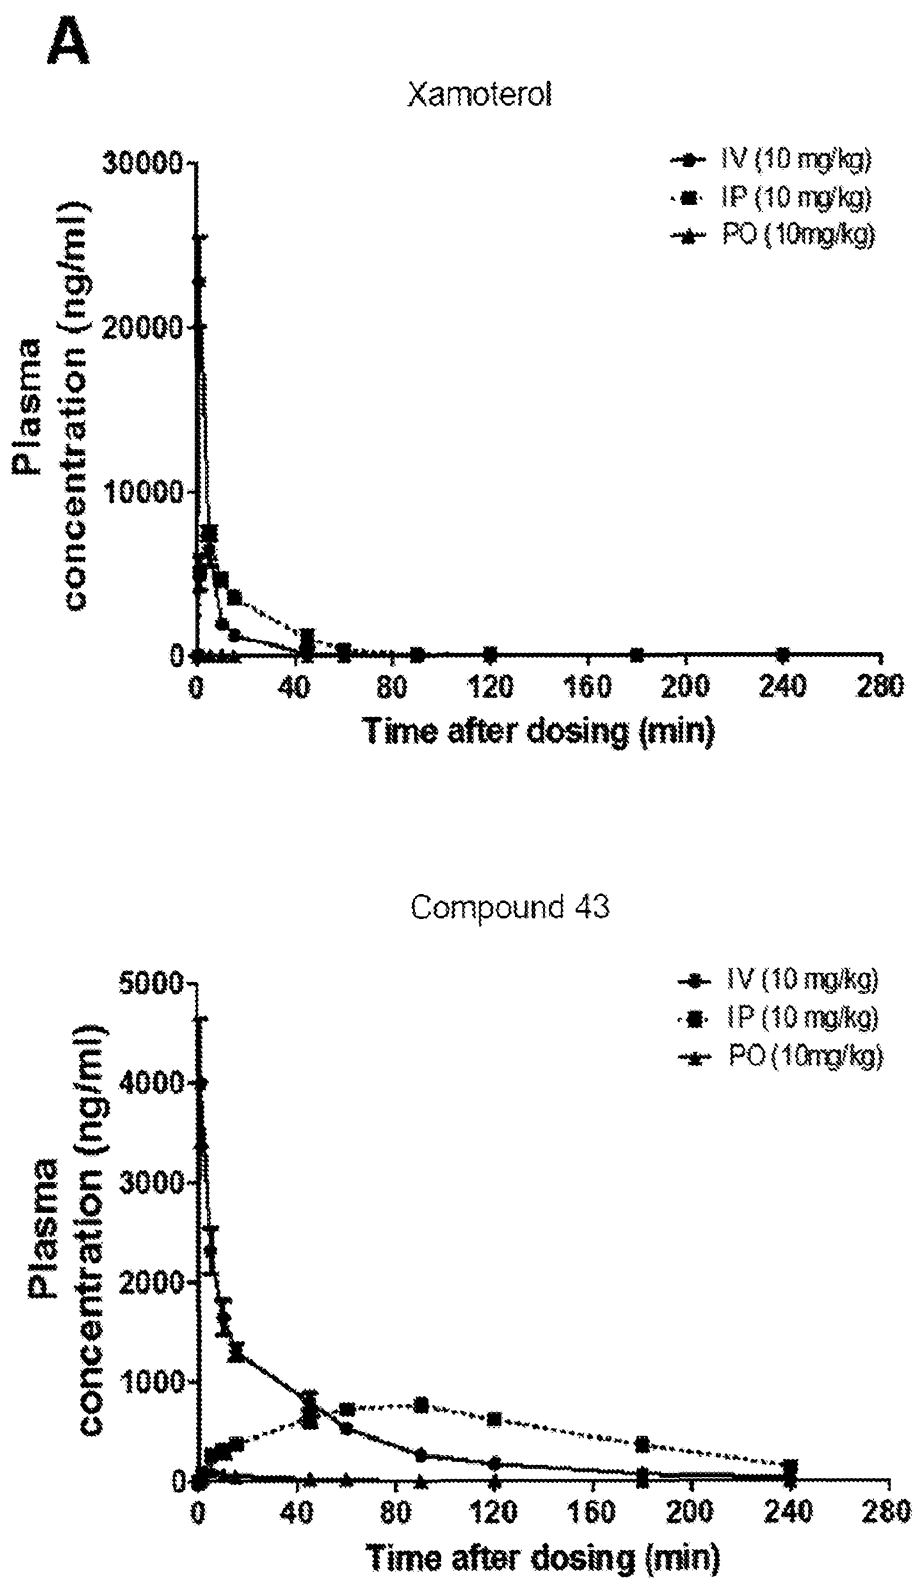 A
Xamoterol
IV (10 mg/kg)
IP (10 mg/kg)
PO (10mg/kg)
Plasma
concentration (ng/ml)
30000
20000
10000
0
0 40 80 120 160 200 240 280
Time after dosing (min)
Compound 43
IV (10 mg/kg)
IP (10 mg/kg)
PO (10mg/kg)
Plasma
concentration (ng/ml)
5000
4000
3000
2000
1000
0
0 40 80 120 160 200 240 280
Time after dosing (min)